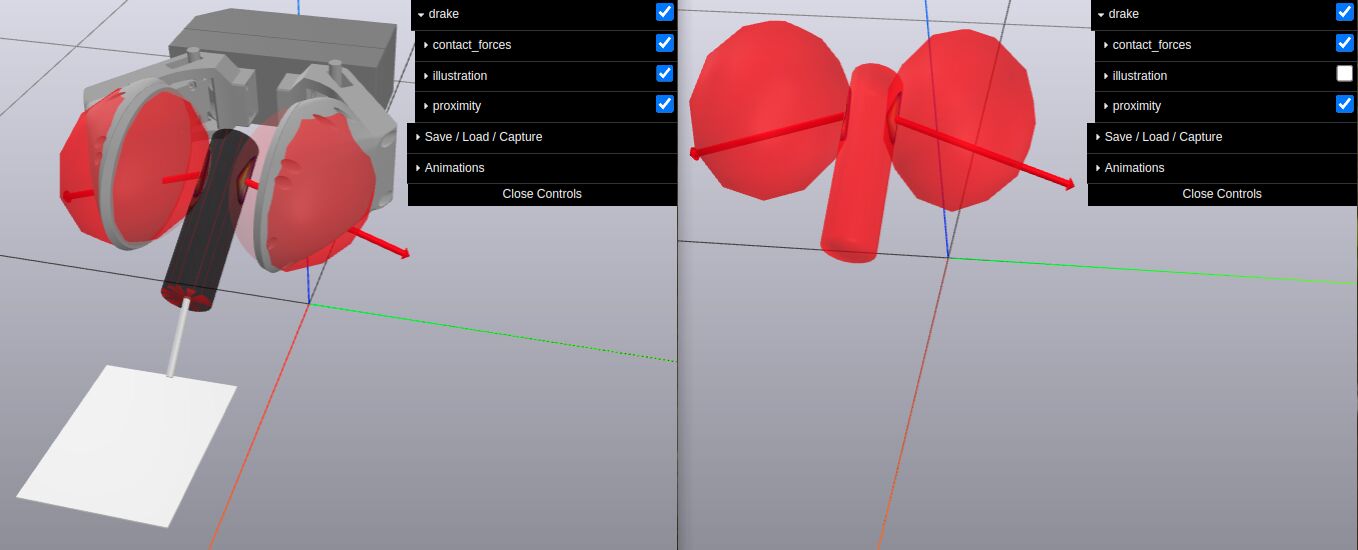 drake
contact_forces
illustration
proximity
Save / Load / Capture
Animations
Close Controls
drake
contact_forces
illustration
proximity
Save / Load / Capture
Animations
Close Controls